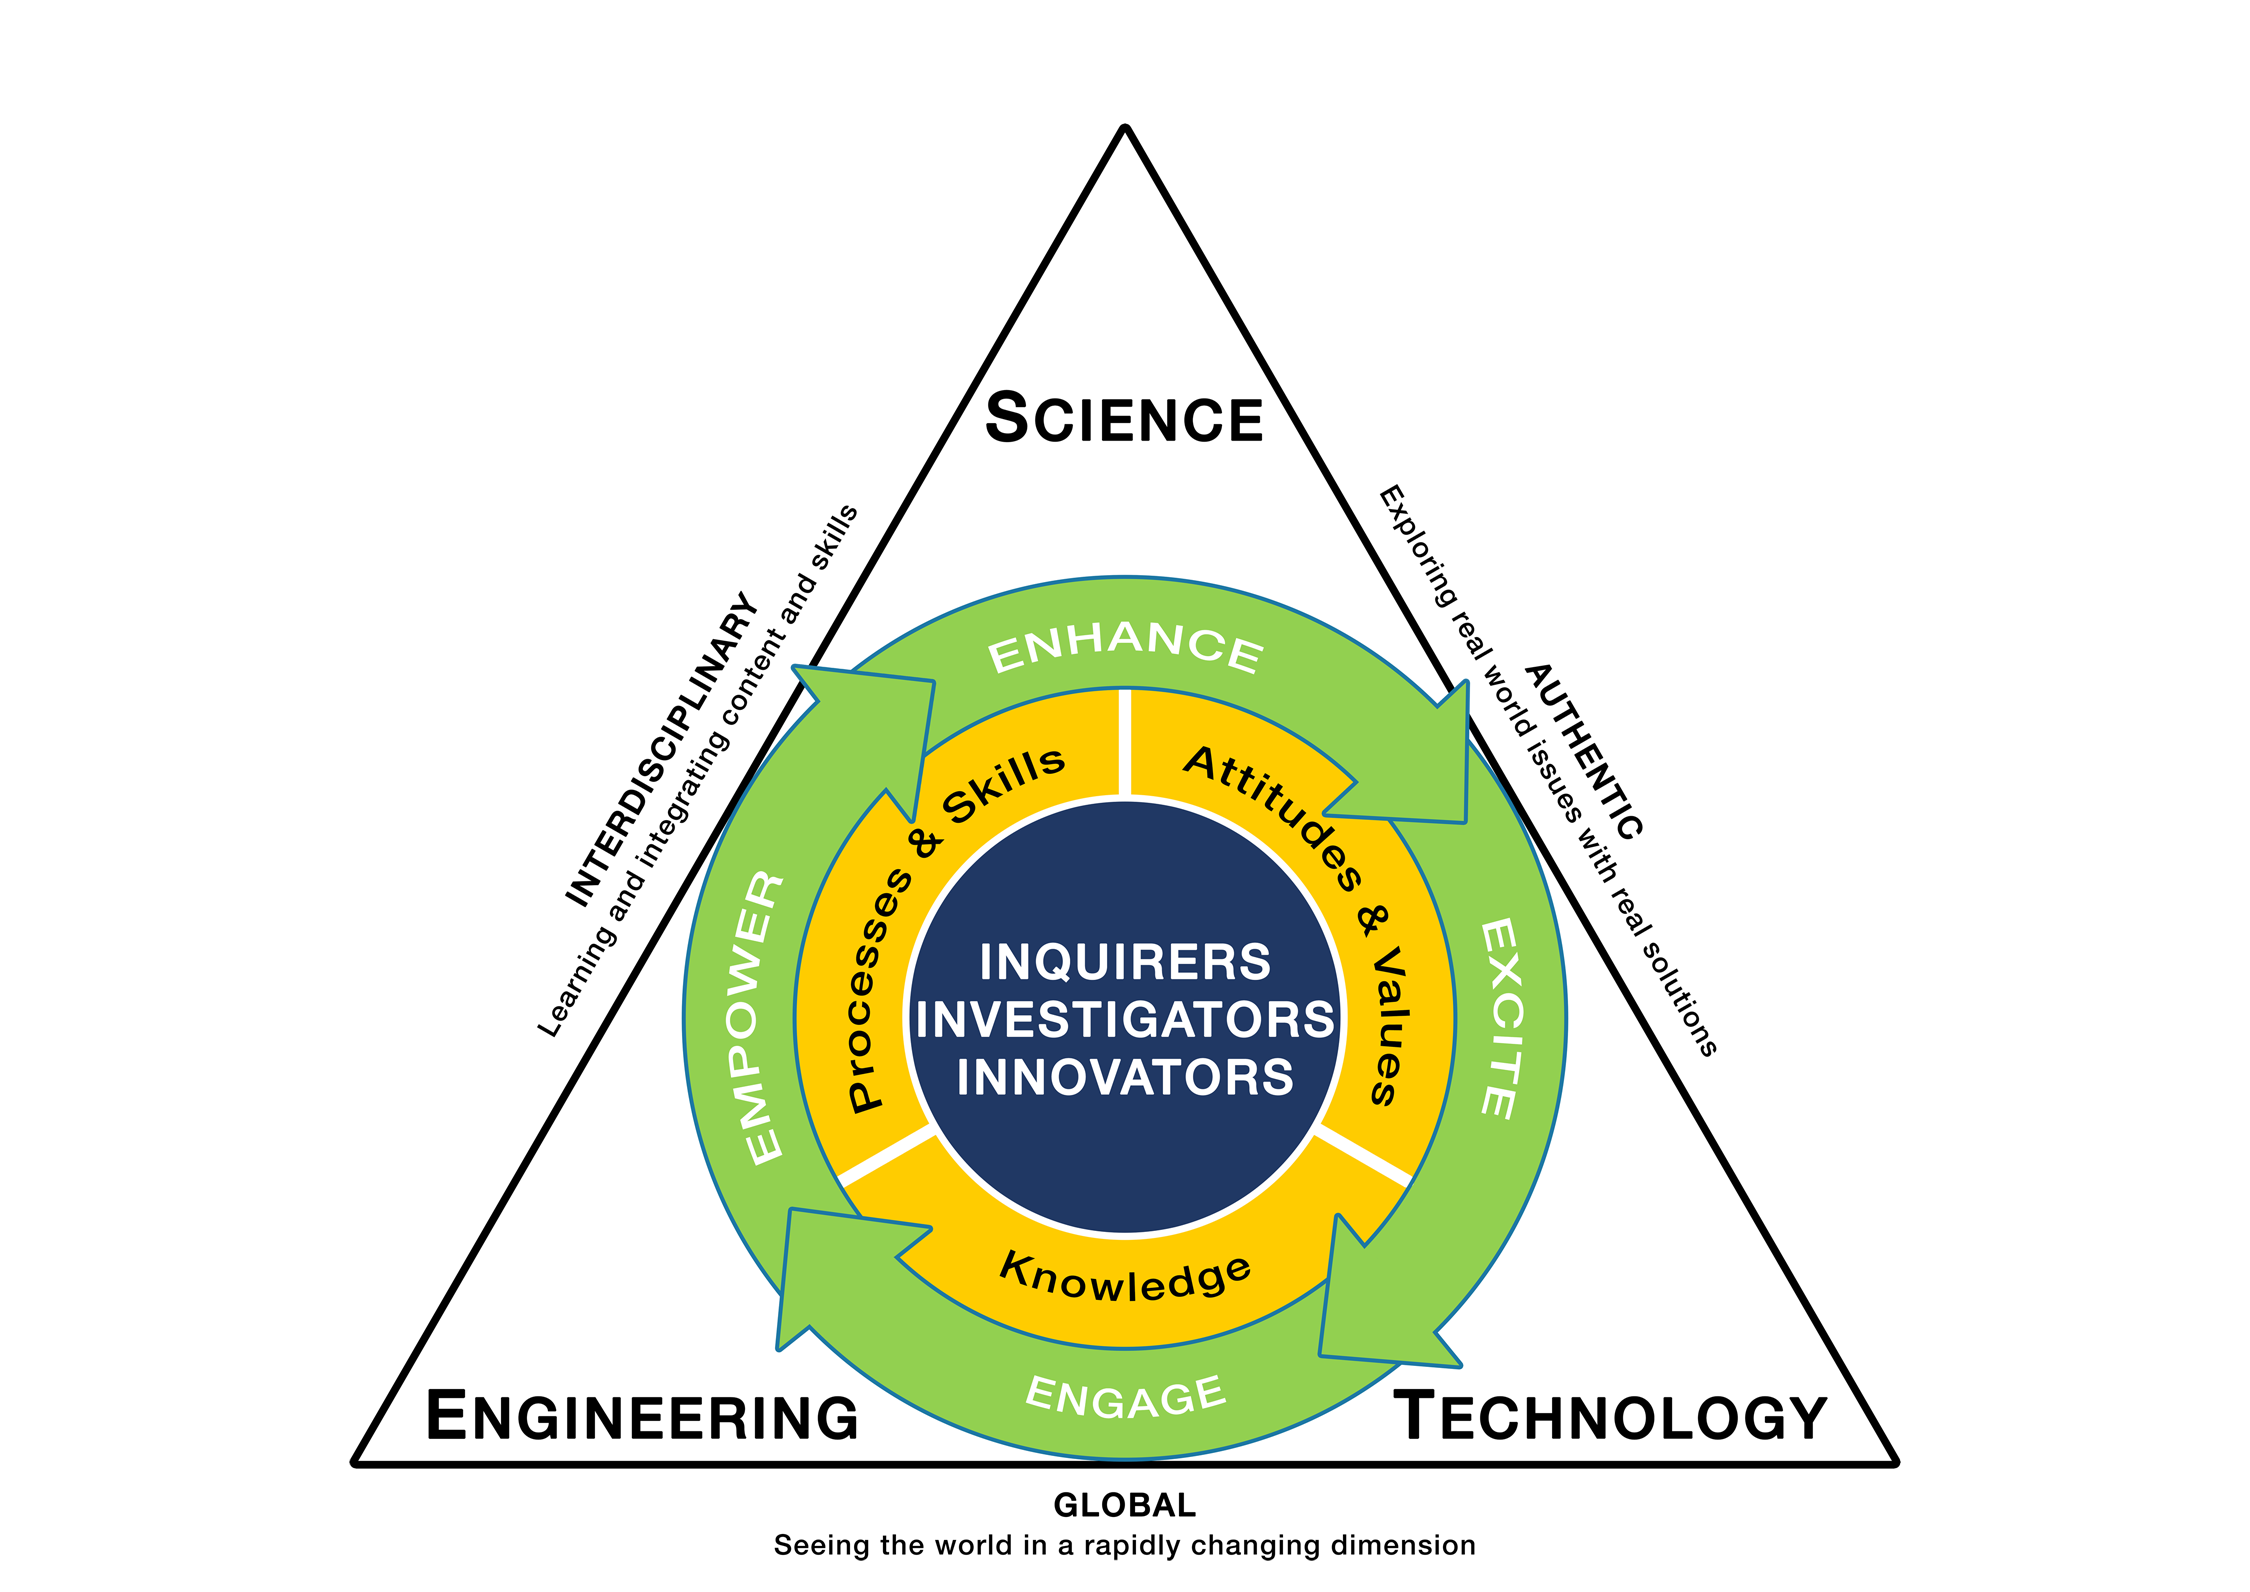 SCIENCE
INTERDISCIPLINARY
Learning and integrating content and skills
AUTHENTIC
Exploring real world issues with real solutions
ENHANCE
EXCITE
ENGAGE
EMPOWER
Processes & Skills
Attitudes & Values
Knowledge
INQUIRERS
INVESTIGATORS
INNOVATORS
ENGINEERING
TECHNOLOGY
GLOBAL
Seeing the world in a rapidly changing dimension